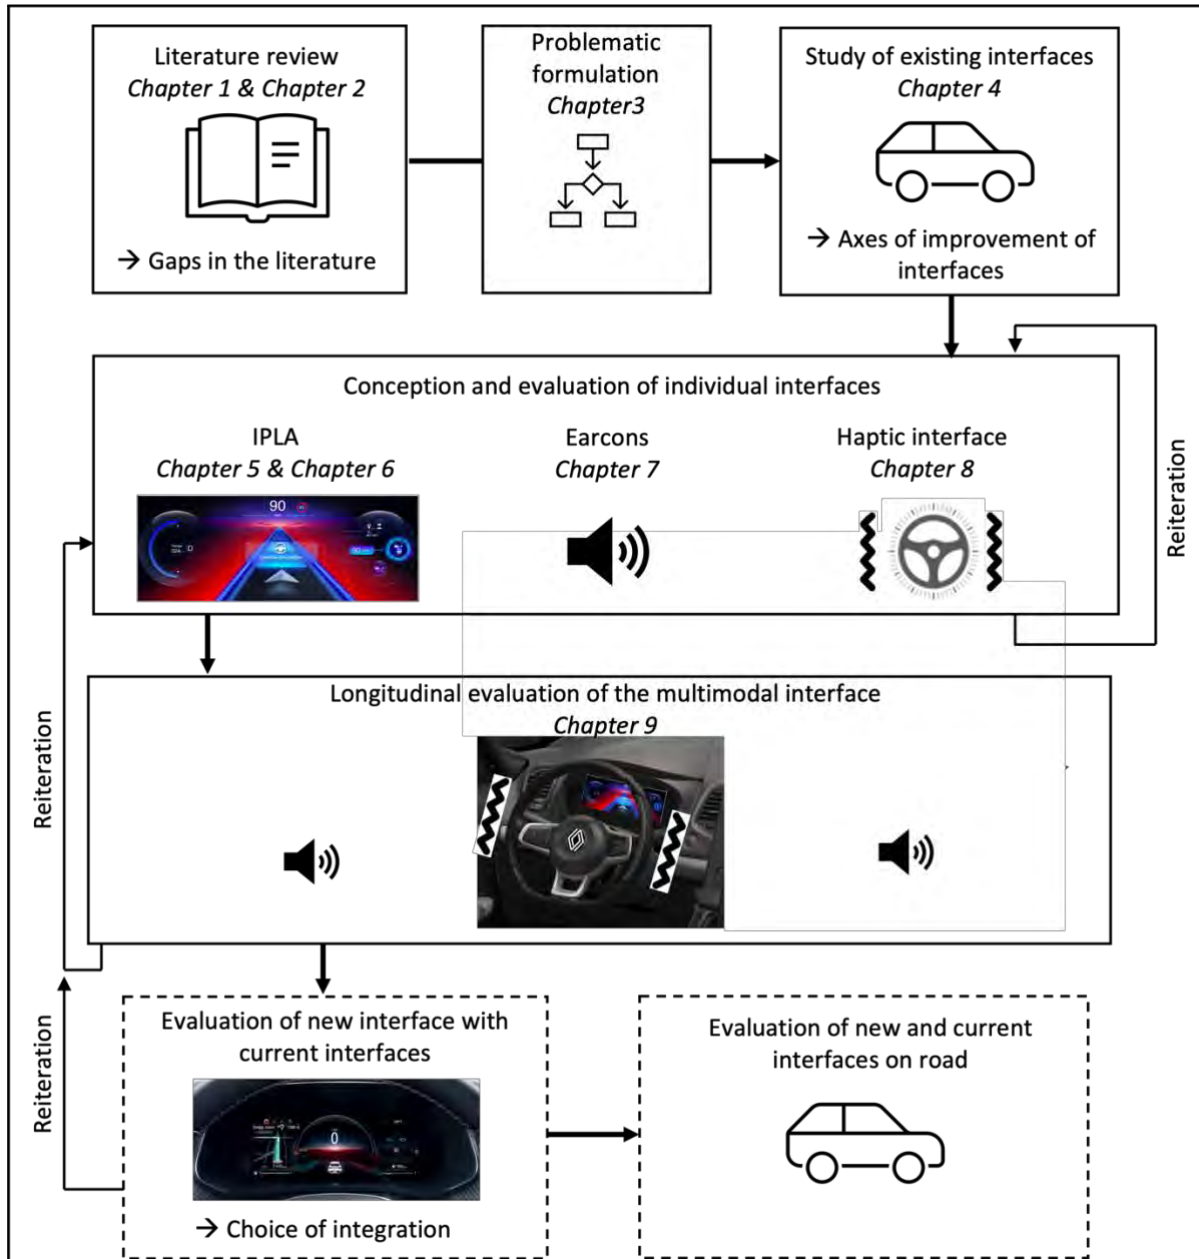 Literature review
Chapter 1 & Chapter 2
→ Gaps in the literature
Problematic
formulation
Chapter3
Study of existing interfaces
Chapter 4
→ Axes of improvement of
interfaces
Conception and evaluation of individual interfaces
IPLA
Chapter 5 & Chapter 6
90
Earcons
Chapter 7
Haptic interface
Chapter 8
Reiteration
Longitudinal evaluation of the multimodal interface
Chapter 9
Reiteration
Evaluation of new interface with
current interfaces
0
→ Choice of integration
Reiteration
Evaluation of new and current
interfaces on road